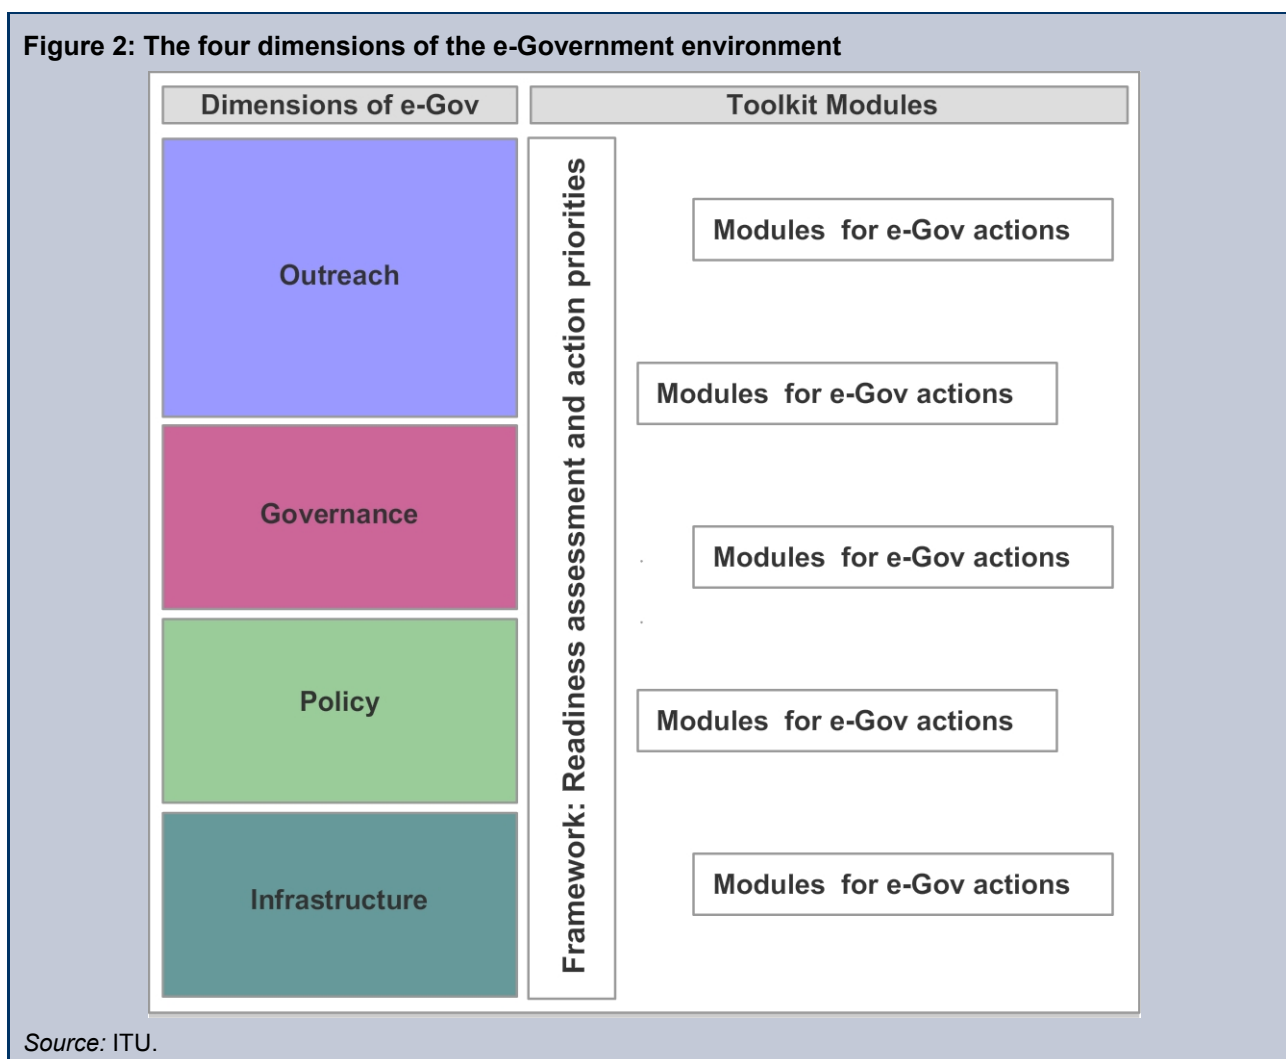 Figure 2: The four dimensions of the e-Government environment
Dimensions of e-Gov
Toolkit Modules
Outreach
Governance
Policy
Infrastructure
Framework: Readiness assessment and action priorities
Modules for e-Gov actions
Modules for e-Gov actions
Modules for e-Gov actions
Modules for e-Gov actions
Modules for e-Gov actions
Source: ITU.